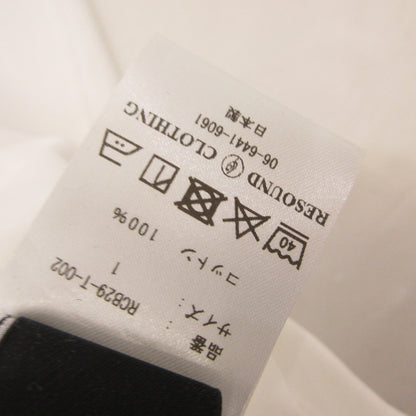 品番: RCB29-T-002
サイズ: 1
コットン 100%
40
RESOUND CLOTHING
06-6441-6061
日本製